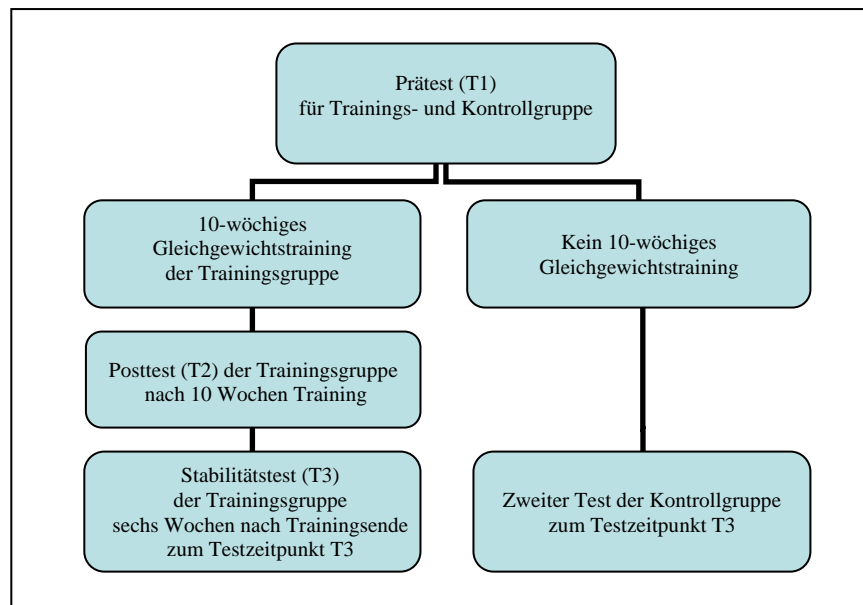 Prätest (T1)
für Trainings- und Kontrollgruppe
10-wöchiges
Gleichgewichtstraining
der Trainingsgruppe
Kein 10-wöchiges
Gleichgewichtstraining
Posttest (T2) der Trainingsgruppe
nach 10 Wochen Training
Stabilitätstest (T3)
der Trainingsgruppe
sechs Wochen nach Trainingsende
zum Testzeitpunkt T3
Zweiter Test der Kontrollgruppe
zum Testzeitpunkt T3